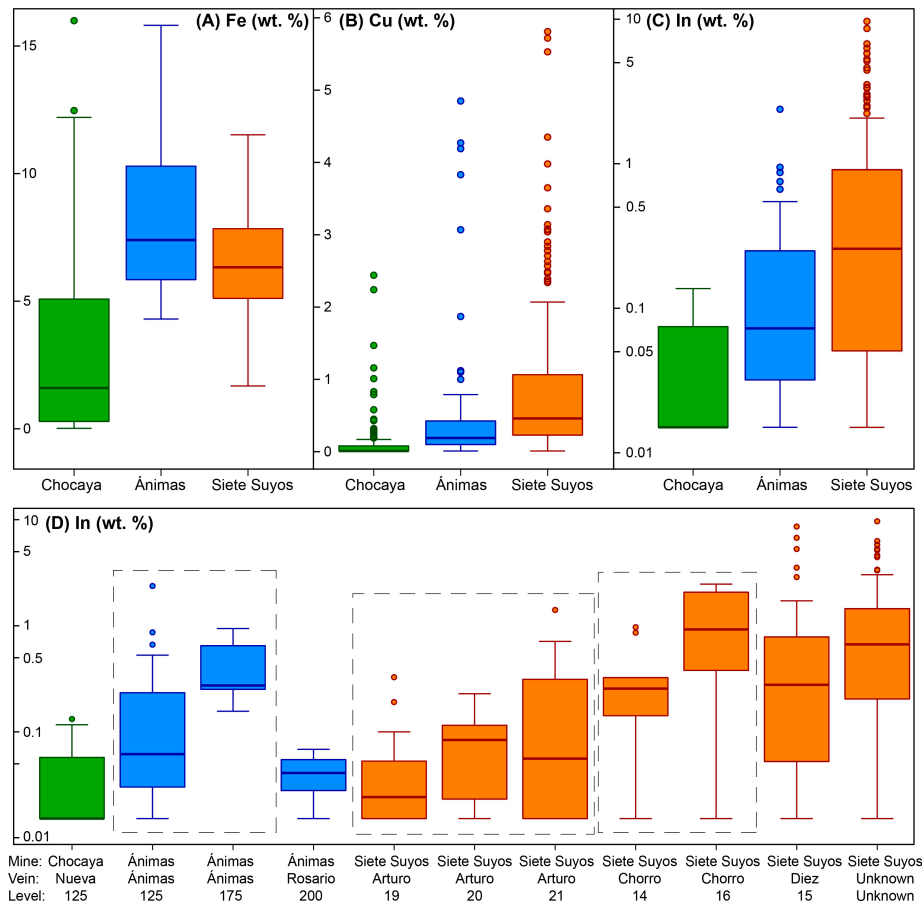 (A) Fe (wt. %)
15
10
5
0
Chocaya Ánimas Siete Suyos
(B) Cu (wt. %)
6
5
4
3
2
1
0
Chocaya Ánimas Siete Suyos
(C) In (wt. %)
10
5
1
0.5
0.1
0.05
0.01
Chocaya Ánimas Siete Suyos
(D) In (wt. %)
10
5
1
0.5
0.1
0.01
Mine: Chocaya Ánimas Ánimas Ánimas Siete Suyos Siete Suyos Siete Suyos Siete Suyos Siete Suyos Siete Suyos Siete Suyos
Vein: Nueva Ánimas Ánimas Rosario Arturo Arturo Arturo Chorro Chorro Diez Unknown
Level: 125 125 175 200 19 20 21 14 16 15 Unknown